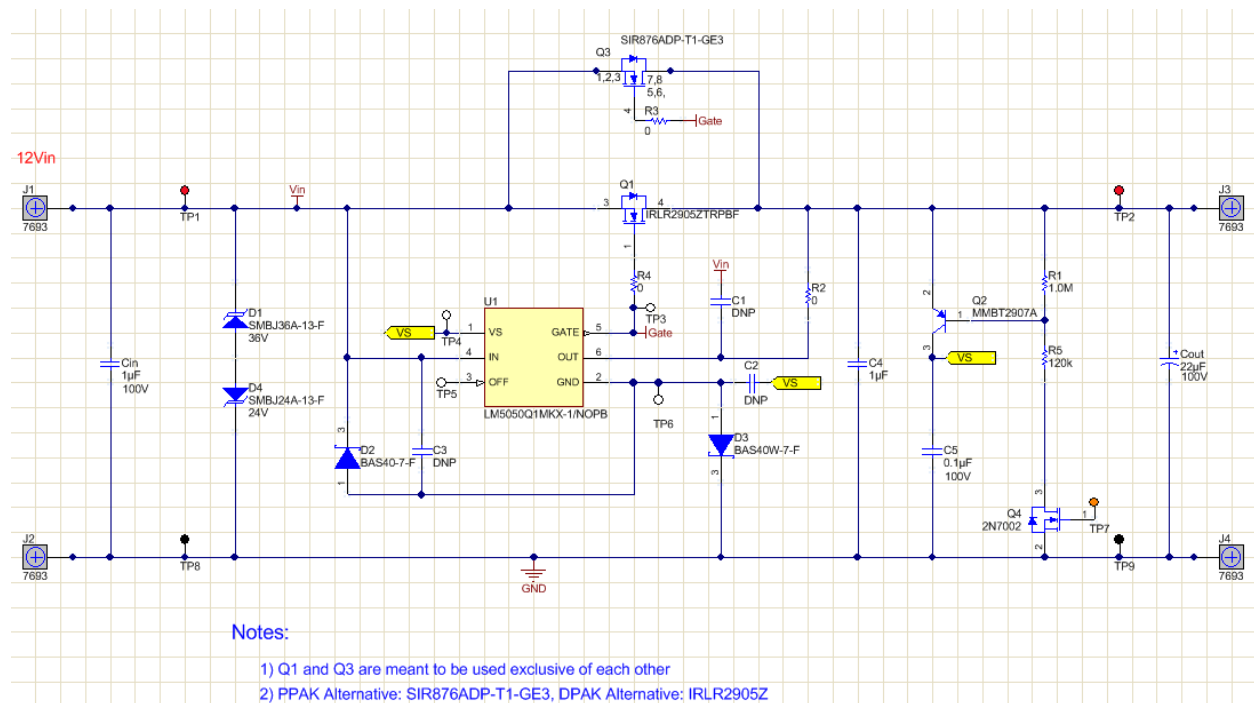 SIR876ADP-T1-GE3
Q3
1,2,3
7,8
5,6,
4
R3
0
Gate
12Vin
J1
7693
TP1
Vin
Q1
3
4
IRLR2905ZTRPBF
1
TP2
J3
7693
R4
0
Vin
C1
DNP
R2
0
R1
1.0M
2
Q2
MMBT2907A
1
3
D1
SMBJ36A-13-F
36V
U1
TP3
Gate
VS
TP4
1
VS
GATE
5
4
IN
OUT
6
3
OFF
GND
2
TP5
LM5050Q1MKX-1/NOPB
C2
DNP
VS
TP6
VS
R5
120k
Cin
1µF
100V
C4
1µF
Cout
22µF
100V
+
D4
SMBJ24A-13-F
24V
3
D2
BAS40-7-F
1
C3
DNP
1
D3
BAS40W-7-F
3
C5
0.1µF
100V
3
Q4
2N7002
1
TP7
2
J2
7693
TP8
GND
TP9
J4
7693
Notes:
1) Q1 and Q3 are meant to be used exclusive of each other
2) PPAK Alternative: SIR876ADP-T1-GE3, DPAK Alternative: IRLR2905Z